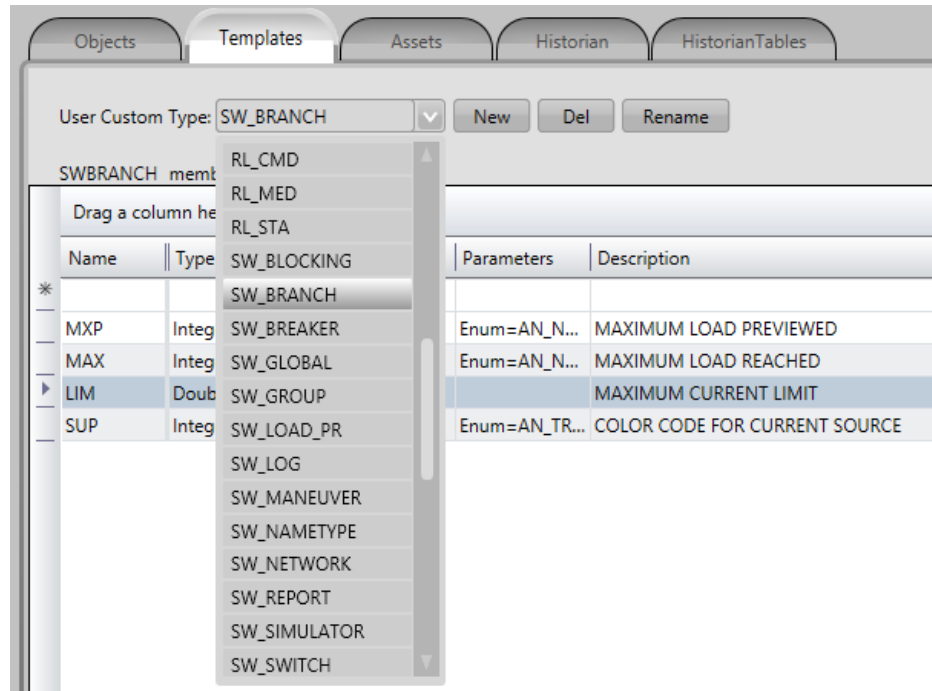 Objects Templates Assets Historian HistorianTables
User Custom Type: SW_BRANCH New Del Rename
SWBRANCH
Drag a column
Name Type Parameters Description
MXP Integ Enum=AN_N... MAXIMUM LOAD PREVIEWED
MAX Integ Enum=AN_N... MAXIMUM LOAD REACHED
LIM Doub MAXIMUM CURRENT LIMIT
SUP Integ Enum=AN_TR... COLOR CODE FOR CURRENT SOURCE
RL_CMD
RL_MED
RL_STA
SW_BLOCKING
SW_BRANCH
SW_BREAKER
SW_GLOBAL
SW_GROUP
SW_LOAD_PR
SW_LOG
SW_MANEUVER
SW_NAMETYPE
SW_NETWORK
SW_REPORT
SW_SIMULATOR
SW_SWITCH